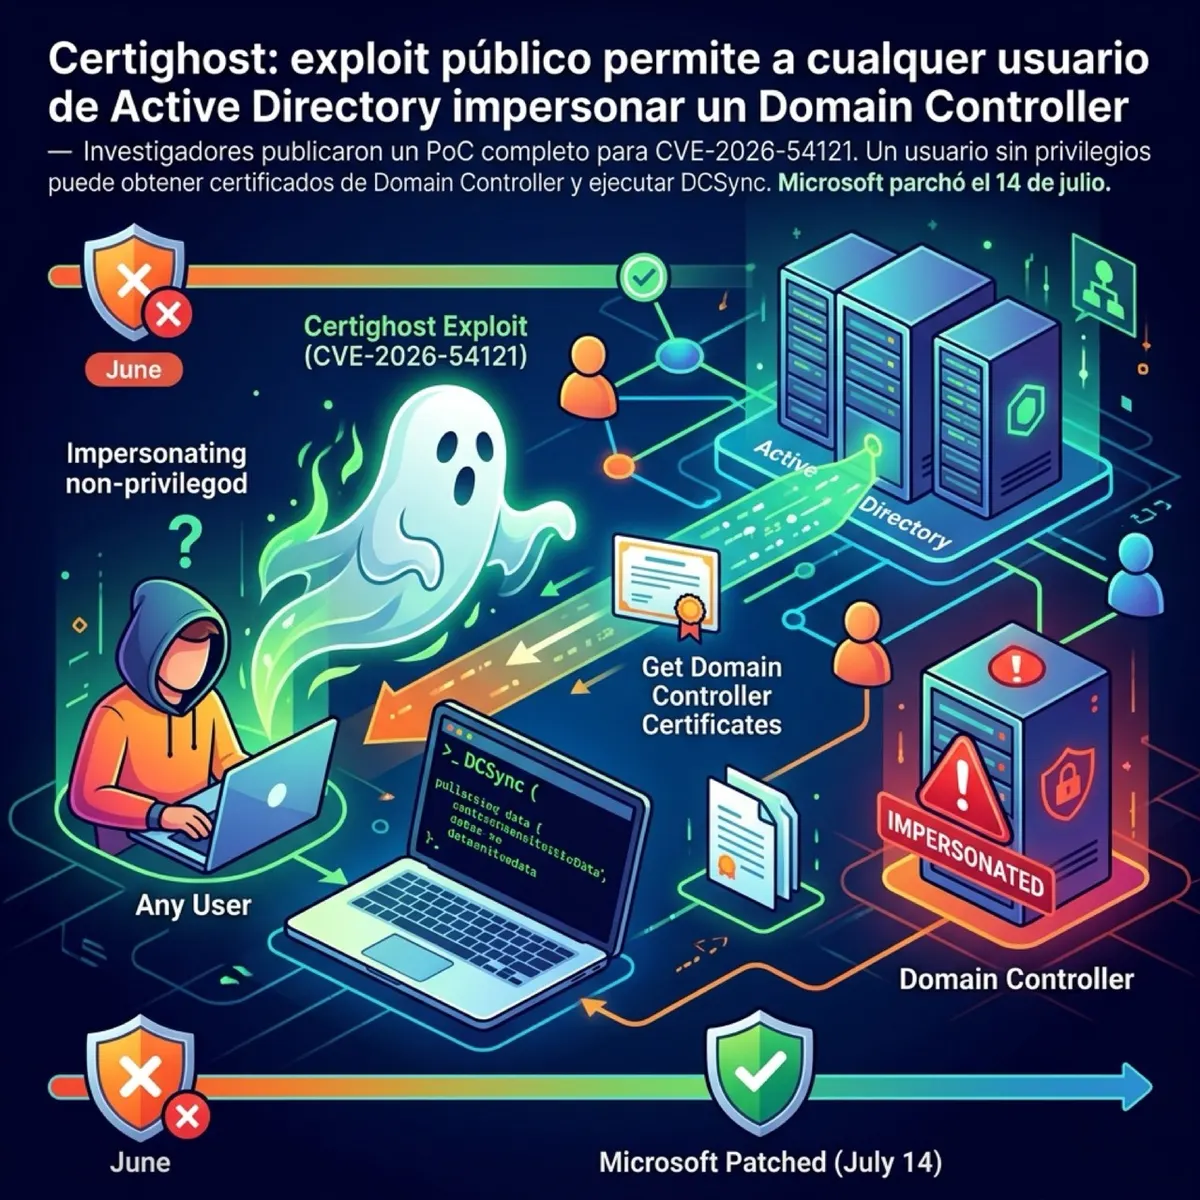 Certighost: exploit público permite a cualquer usuario
de Active Directory impersonar un Domain Controller
— Investigadores publicaron un PoC completo para CVE-2026-54121. Un usuario sin privilegios
puede obtener certificados de Domain Controller y ejecutar DCSync. Microsoft parchó el 14 de julio.
June
Certighost Exploit
(CVE-2026-54121)
Impersonating
non-privilegod
?
Active
Directory
Get Domain
Controller
Certificates
>_ DCSync (
data {
}.
IMPERSONATED
Any User
Domain Controller
June
Microsoft Patched (July 14)